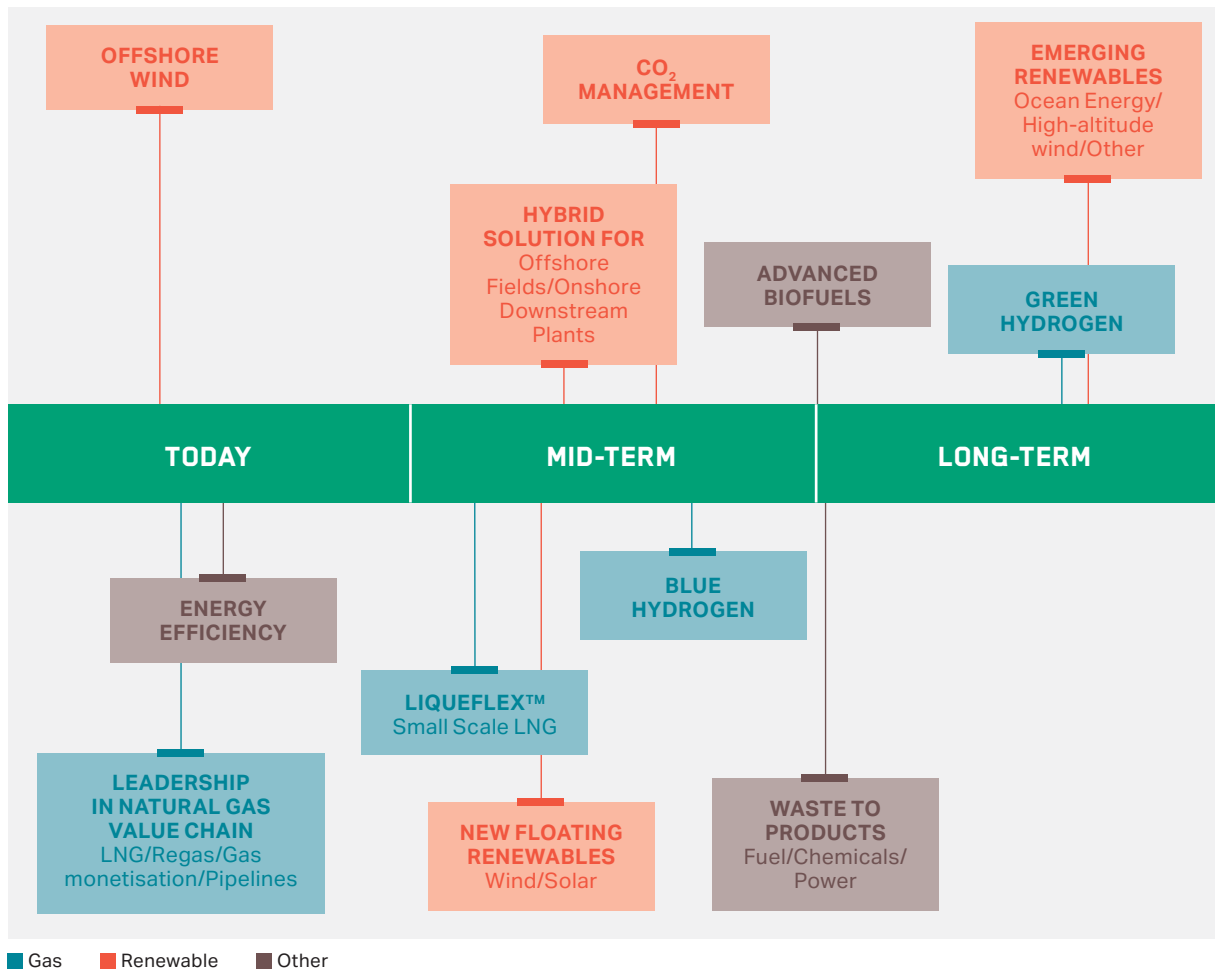 OFFSHORE
WIND
CO₂
MANAGEMENT
EMERGING
RENEWABLES
Ocean Energy/
High-altitude
wind/Other
HYBRID
SOLUTION FOR
Offshore
Fields/Onshore
Downstream
Plants
ADVANCED
BIOFUELS
GREEN
HYDROGEN
TODAY
MID-TERM
LONG-TERM
ENERGY
EFFICIENCY
BLUE
HYDROGEN
LIQUEFLEX™
Small Scale LNG
LEADERSHIP
IN NATURAL GAS
VALUE CHAIN
LNG/Regas/Gas
monetisation/Pipelines
NEW FLOATING
RENEWABLES
Wind/Solar
WASTE TO
PRODUCTS
Fuel/Chemicals/
Power
Gas
Renewable
Other